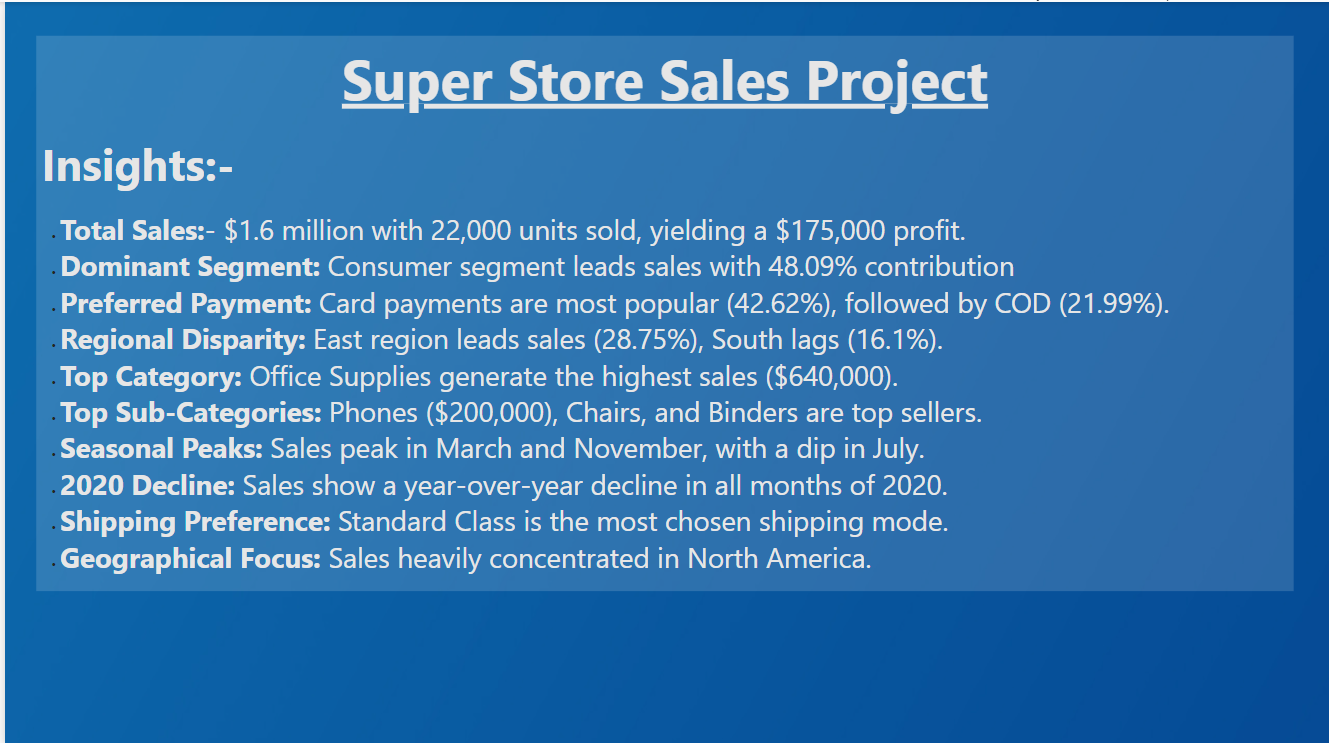 Super Store Sales Project
Insights:-
. Total Sales:- $1.6 million with 22,000 units sold, yielding a $175,000 profit.
. Dominant Segment: Consumer segment leads sales with 48.09% contribution
. Preferred Payment: Card payments are most popular (42.62%), followed by COD (21.99%).
. Regional Disparity: East region leads sales (28.75%), South lags (16.1%).
. Top Category: Office Supplies generate the highest sales ($640,000).
. Top Sub-Categories: Phones ($200,000), Chairs, and Binders are top sellers.
. Seasonal Peaks: Sales peak in March and November, with a dip in July.
. 2020 Decline: Sales show a year-over-year decline in all months of 2020.
. Shipping Preference: Standard Class is the most chosen shipping mode.
. Geographical Focus: Sales heavily concentrated in North America.